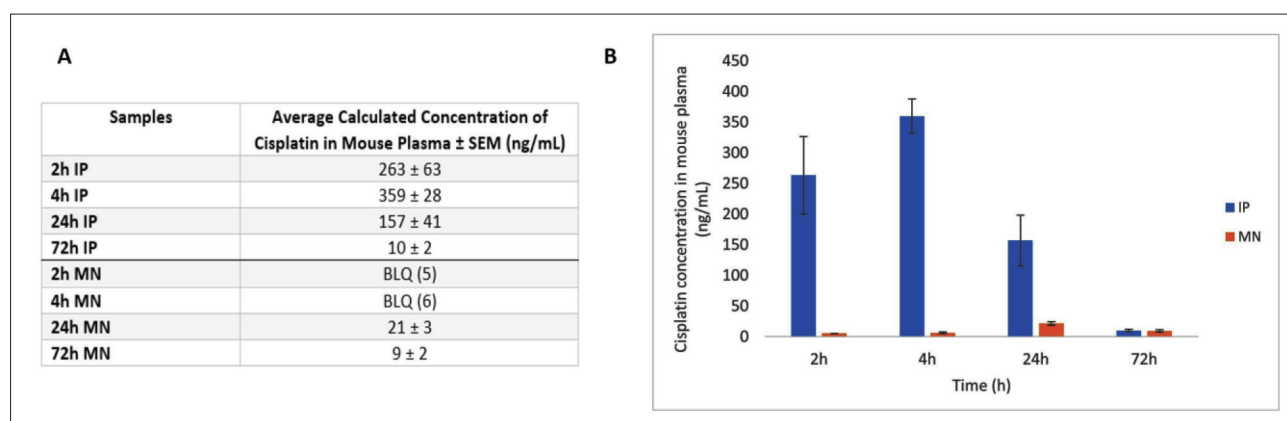 A
Samples Average Calculated Concentration of
Cisplatin in Mouse Plasma ± SEM (ng/mL)
2h IP 263 ± 63
4h IP 359 ± 28
24h IP 157 ± 41
72h IP 10 ± 2
2h MN BLQ (5)
4h MN BLQ (6)
24h MN 21 ± 3
72h MN 9 ± 2
B
Cisplatin concentration in mouse plasma
(ng/mL)
450
400
350
300
250
200
150
100
50
0
2h 4h 24h 72h
Time (h)
IP
MN